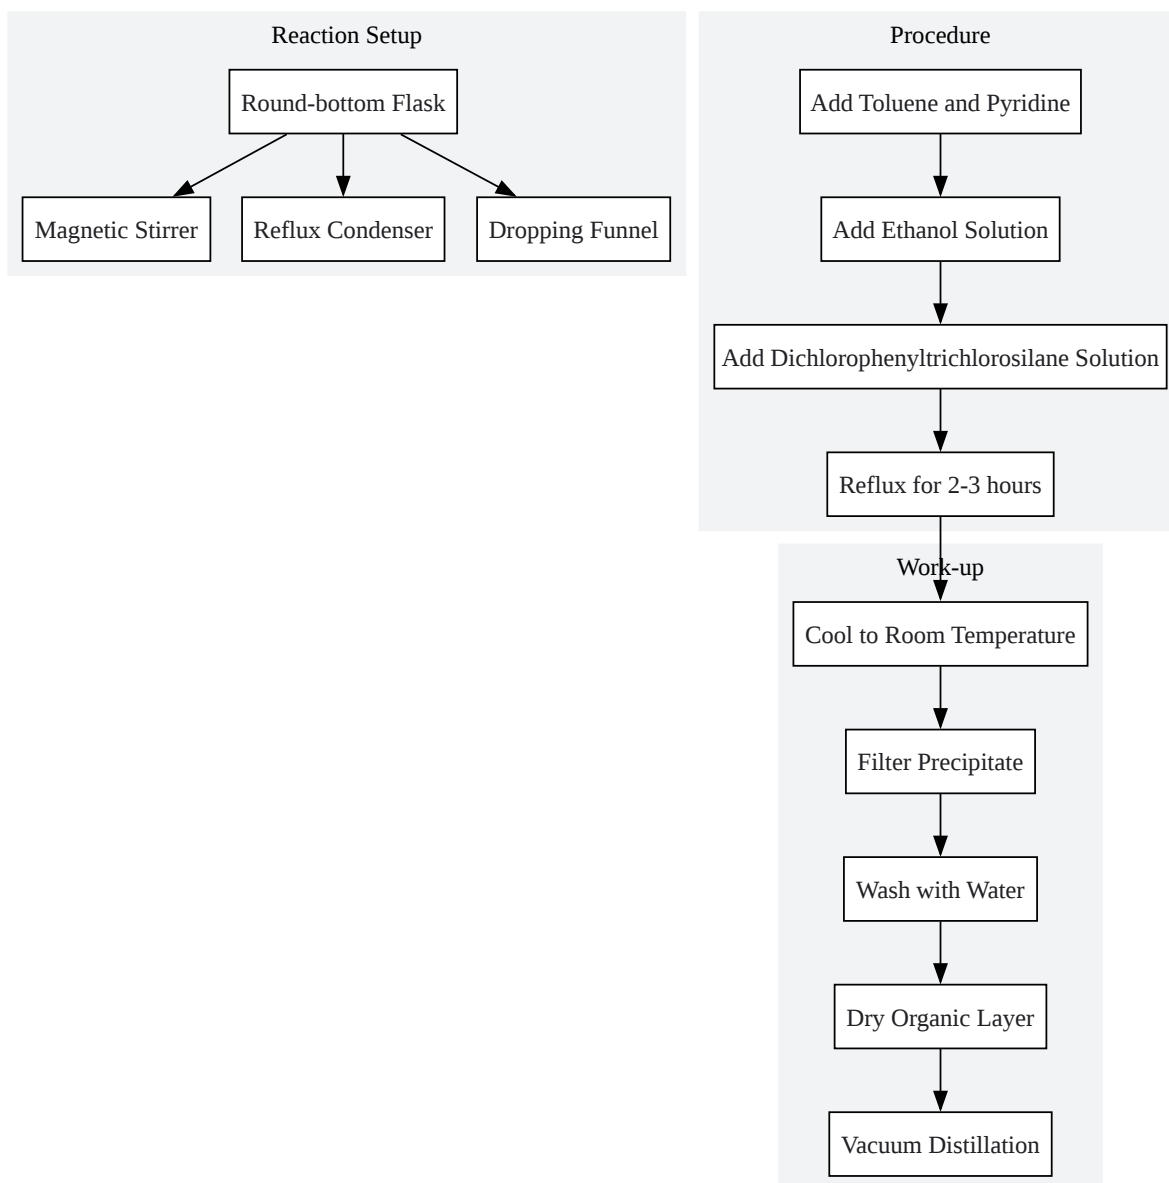 Reaction Setup
Round-bottom Flask
Magnetic Stirrer
Reflux Condenser
Dropping Funnel
Procedure
Add Toluene and Pyridine
Add Ethanol Solution
Add Dichlorophenyltrichlorosilane Solution
Reflux for 2-3 hours
Work-up
Cool to Room Temperature
Filter Precipitate
Wash with Water
Dry Organic Layer
Vacuum Distillation